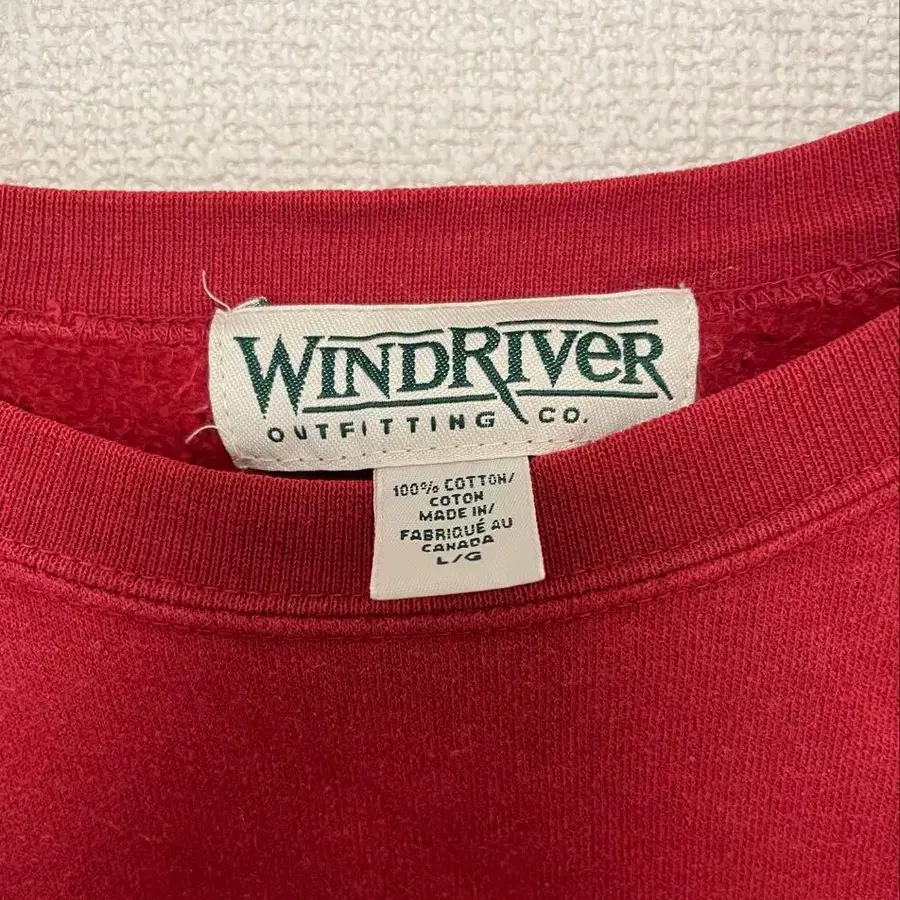 WINDRIVeR
OUTFITTING CO.
100% COTTON/
COTON
MADE IN/
FABRIQUÉ AU
CANADA
L/G